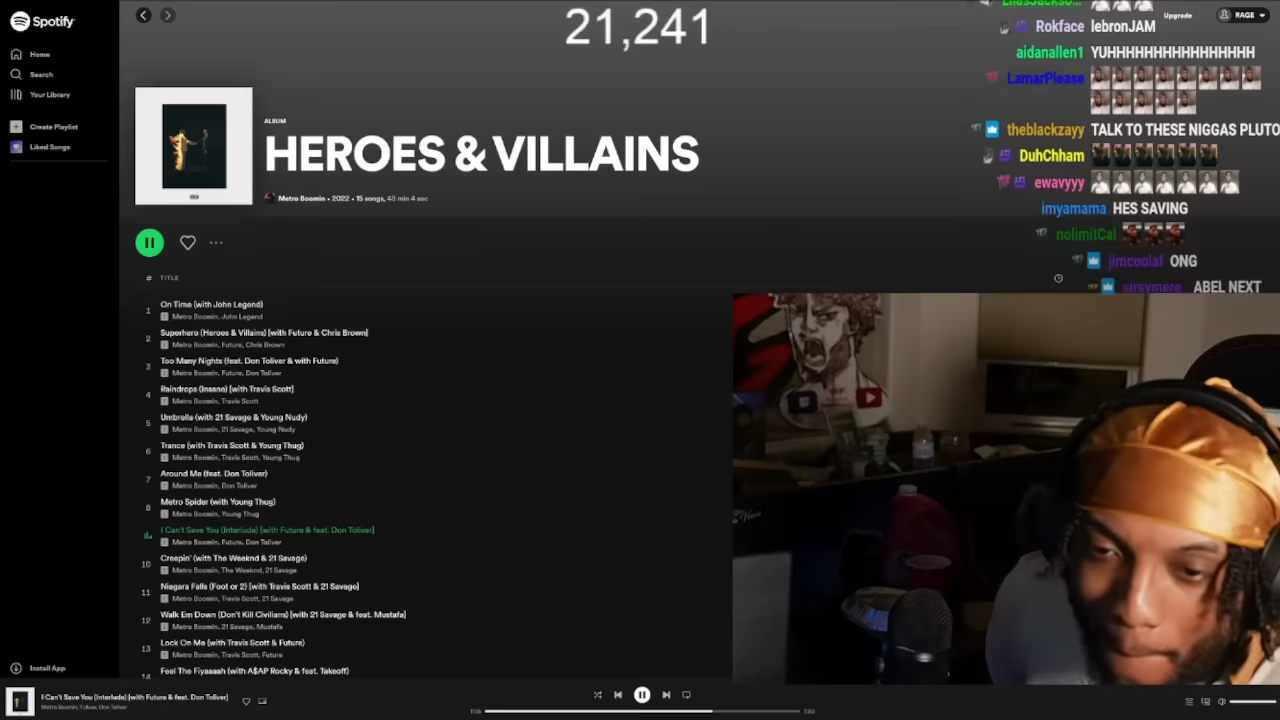 Spotify
Home
Search
Your Library
Create Playlist
Liked Songs
Install App
21,241
Upgrade
RAGE
ALBUM
HEROES & VILLAINS
Metro Boomin • 2022 • 15 songs, 48 min 4 sec
# TITLE
1 On Time (with John Legend)
E Metro Boomin, John Legend
2 Superhero (Heroes & Villains) [with Future & Chris Brown]
E Metro Boomin, Future, Chris Brown
3 Too Many Nights (feat. Don Toliver & with Future)
E Metro Boomin, Future, Don Toliver
4 Raindrops (Insane) [with Travis Scott]
E Metro Boomin, Travis Scott
5 Umbrella (with 21 Savage & Young Nudy)
E Metro Boomin, 21 Savage, Young Nudy
6 Trance (with Travis Scott & Young Thug)
E Metro Boomin, Travis Scott, Young Thug
7 Around Me (feat. Don Toliver)
E Metro Boomin, Don Toliver
8 Metro Spider (with Young Thug)
E Metro Boomin, Young Thug
I Can't Save You (Interlude) [with Future & feat. Don Toliver]
E Metro Boomin, Future, Don Toliver
10 Creepin' (with The Weeknd & 21 Savage)
E Metro Boomin, The Weeknd, 21 Savage
11 Niagara Falls (Foot or 2) [with Travis Scott & 21 Savage]
E Metro Boomin, Travis Scott, 21 Savage
12 Walk Em Down (Don't Kill Civilians) [with 21 Savage & feat. Mustafa]
E Metro Boomin, 21 Savage, Mustafa
13 Lock On Me (with Travis Scott & Future)
E Metro Boomin, Travis Scott, Future
14 Feel The Fiyaaaah (with A$AP Rocky & feat. Takeoff)
Rokface lebronJAM
aidanallen1 YUHHHHHHHHHHHHHHHH
LamarPlease
theblackzayy TALK TO THESE NIGGAS PLUTO
DuhChham
ewavyyy
imyamama HES SAVING
nolimitCal
jimcoolaf ONG
ABEL NEXT
I Can't Save You (Interlude) [with Future & feat. Don Toliver]
Metro Boomin, Future, Don Toliver